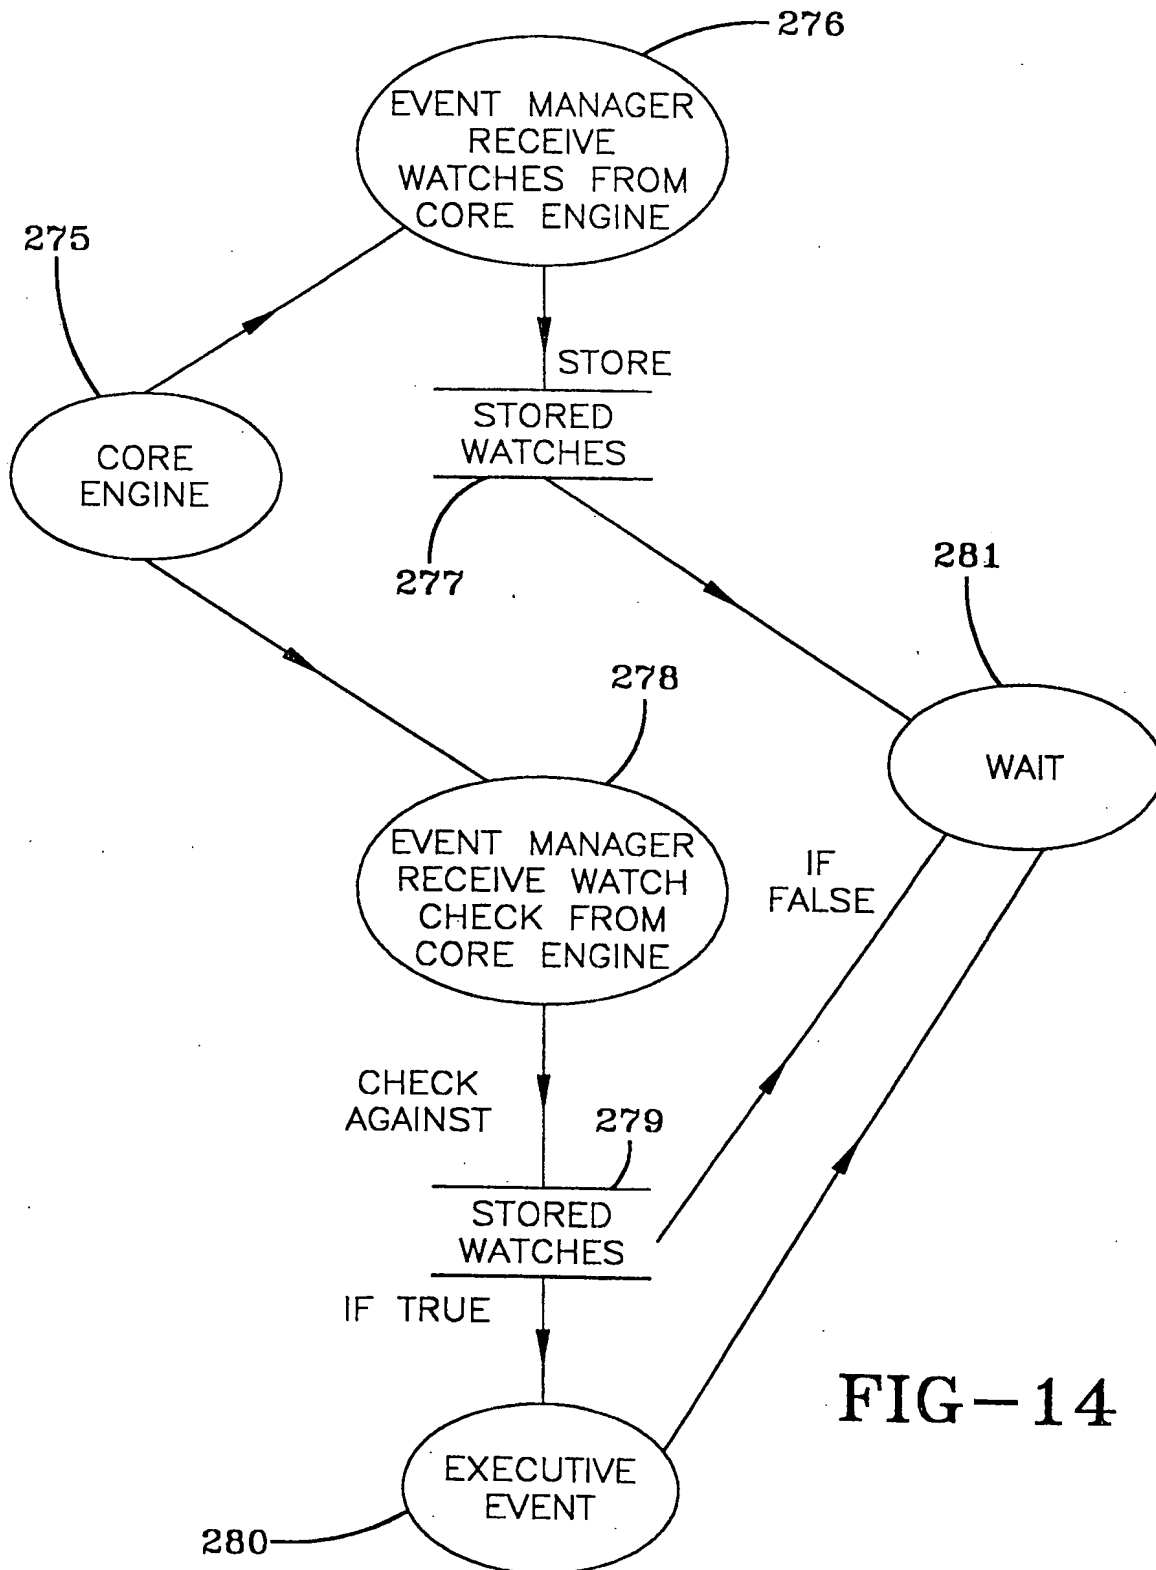 276
EVENT MANAGER
RECEIVE
WATCHES FROM
CORE ENGINE
275
STORE
STORED
WATCHES
CORE
ENGINE
277
281
278
WAIT
EVENT MANAGER
RECEIVE WATCH
CHECK FROM
CORE ENGINE
IF
FALSE
CHECK
AGAINST
279
STORED
WATCHES
IF TRUE
FIG-14
EXECUTIVE
EVENT
280